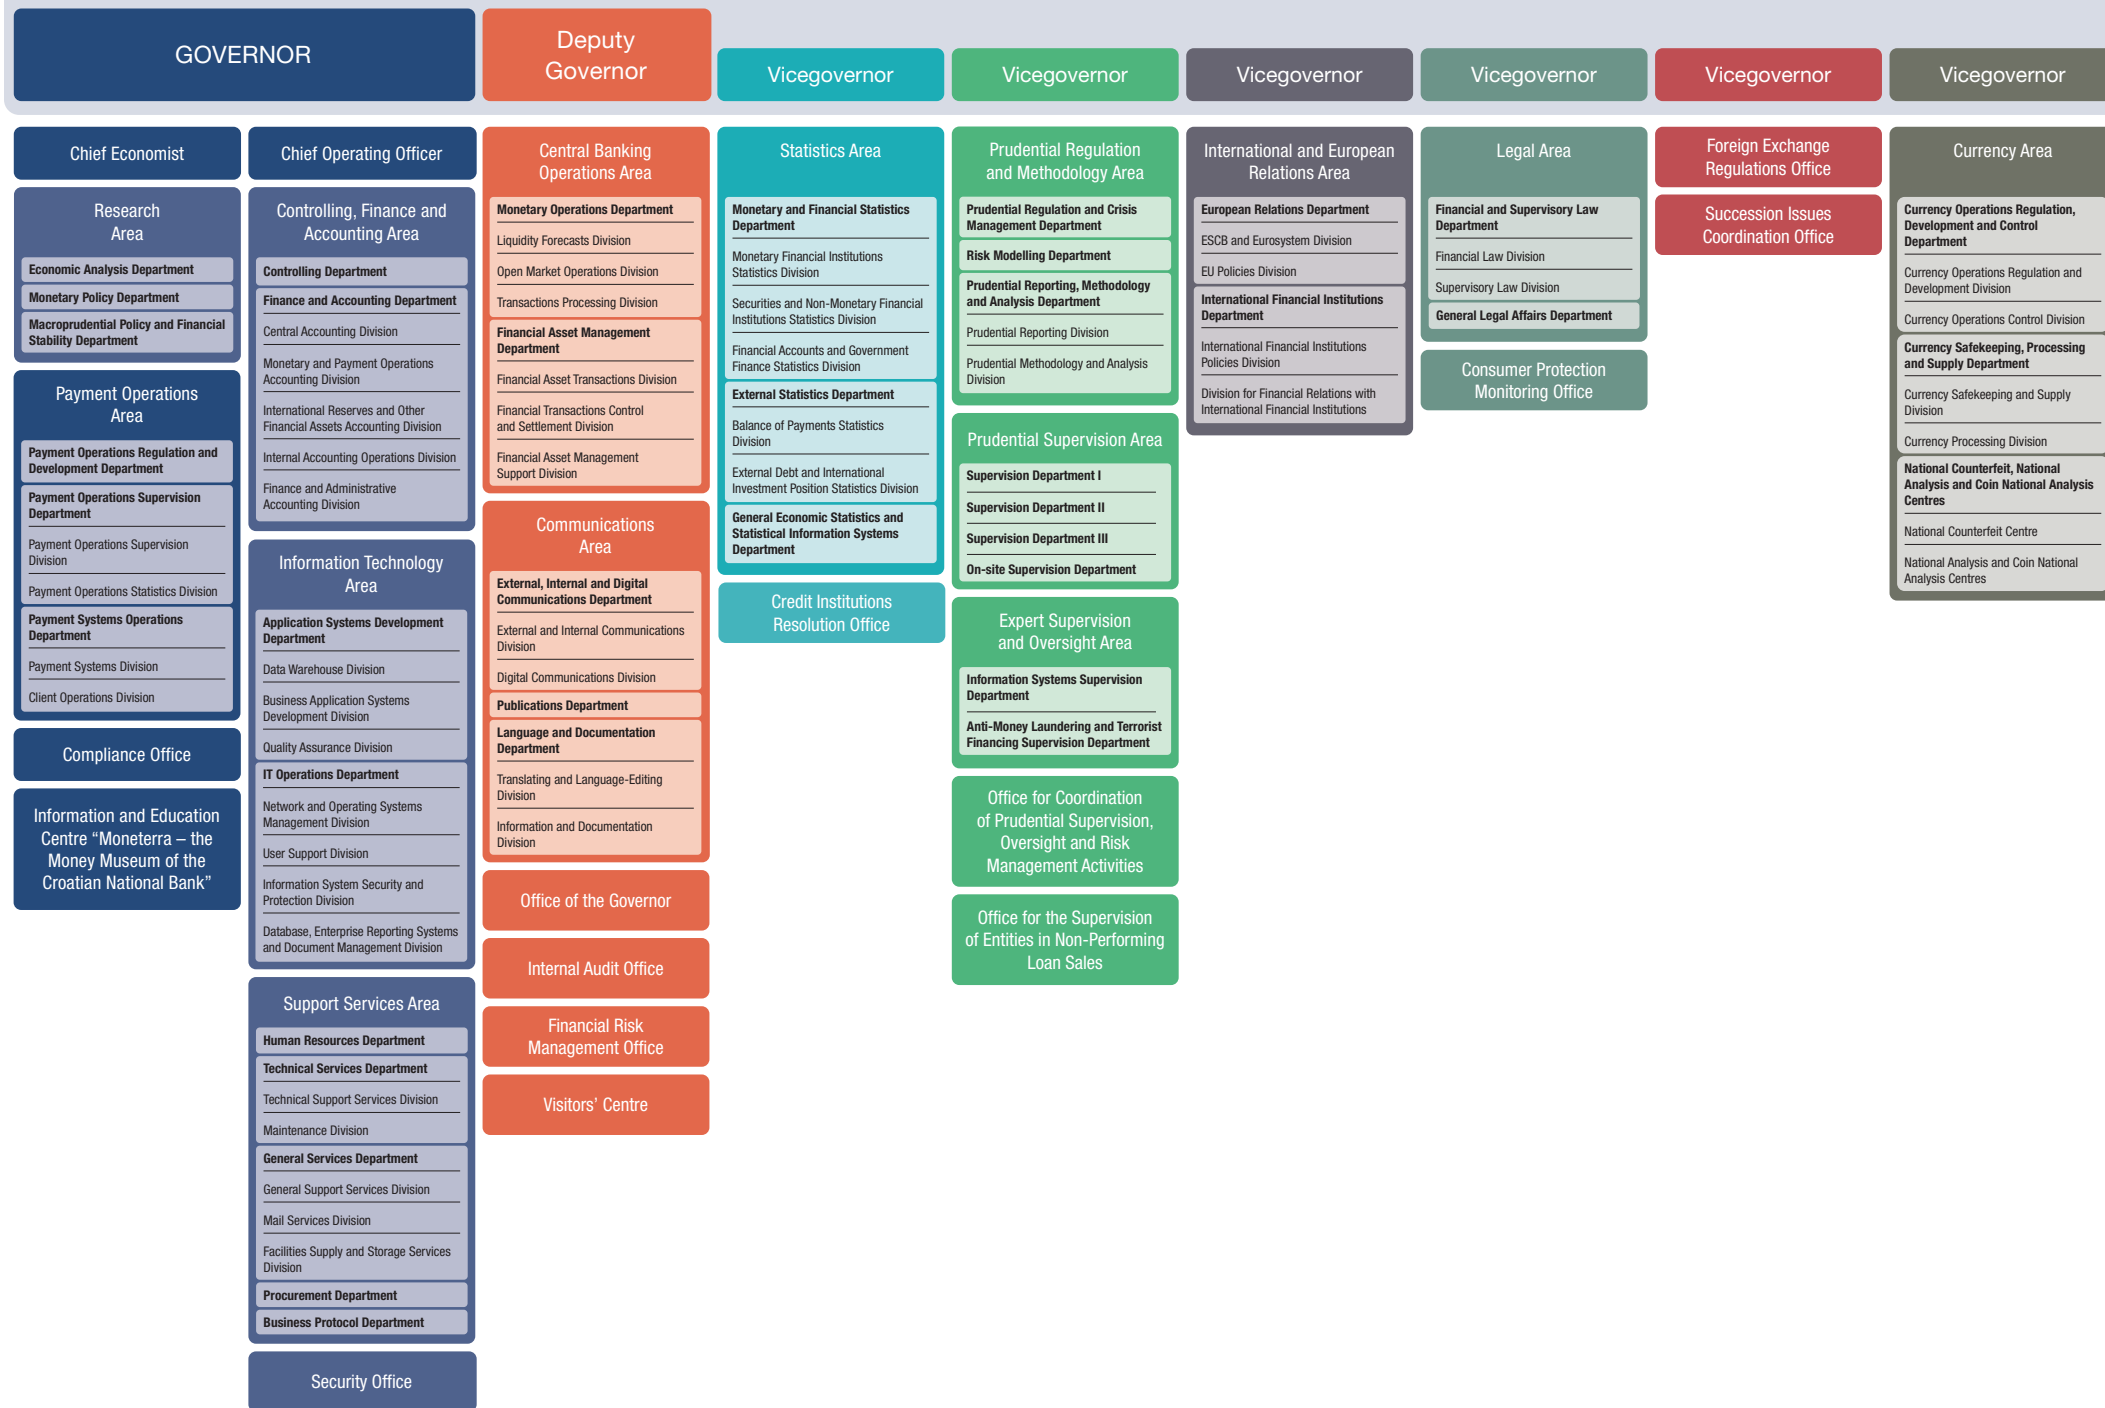 GOVERNOR
Deputy
Governor
Vicegovernor
Vicegovernor
Vicegovernor
Vicegovernor
Vicegovernor
Vicegovernor
Chief Economist
Research
Area
Economic Analysis Department
Monetary Policy Department
Macroprudential Policy and Financial
Stability Department
Payment Operations
Area
Payment Operations Regulation and
Development Department
Payment Operations Supervision
Department
Payment Operations Supervision
Division
Payment Operations Statistics Division
Payment Systems Operations
Department
Payment Systems Division
Client Operations Division
Compliance Office
Information and Education
Centre “Moneterra – the
Money Museum of the
Croatian National Bank”
Chief Operating Officer
Controlling, Finance and
Accounting Area
Controlling Department
Finance and Accounting Department
Central Accounting Division
Monetary and Payment Operations
Accounting Division
International Reserves and Other
Financial Assets Accounting Division
Internal Accounting Operations Division
Finance and Administrative
Accounting Division
Information Technology
Area
Application Systems Development
Department
Data Warehouse Division
Business Application Systems
Development Division
Quality Assurance Division
IT Operations Department
Network and Operating Systems
Management Division
User Support Division
Information System Security and
Protection Division
Database, Enterprise Reporting Systems
and Document Management Division
Support Services Area
Human Resources Department
Technical Services Department
Technical Support Services Division
Maintenance Division
General Services Department
General Support Services Division
Mail Services Division
Facilities Supply and Storage Services
Division
Procurement Department
Business Protocol Department
Security Office
Central Banking
Operations Area
Monetary Operations Department
Liquidity Forecasts Division
Open Market Operations Division
Transactions Processing Division
Financial Asset Management
Department
Financial Asset Transactions Division
Financial Transactions Control
and Settlement Division
Financial Asset Management
Support Division
Communications
Area
External, Internal and Digital
Communications Department
External and Internal Communications
Division
Digital Communications Division
Publications Department
Language and Documentation
Department
Translating and Language-Editing
Division
Information and Documentation
Division
Office of the Governor
Internal Audit Office
Financial Risk
Management Office
Visitors’ Centre
Statistics Area
Monetary and Financial Statistics
Department
Monetary Financial Institutions
Statistics Division
Securities and Non-Monetary Financial
Institutions Statistics Division
Financial Accounts and Government
Finance Statistics Division
External Statistics Department
Balance of Payments Statistics
Division
External Debt and International
Investment Position Statistics Division
General Economic Statistics and
Statistical Information Systems
Department
Credit Institutions
Resolution Office
Prudential Regulation
and Methodology Area
Prudential Regulation and Crisis
Management Department
Risk Modelling Department
Prudential Reporting, Methodology
and Analysis Department
Prudential Reporting Division
Prudential Methodology and Analysis
Division
Prudential Supervision Area
Supervision Department I
Supervision Department II
Supervision Department III
On-site Supervision Department
Expert Supervision
and Oversight Area
Information Systems Supervision
Department
Anti-Money Laundering and Terrorist
Financing Supervision Department
Office for Coordination
of Prudential Supervision,
Oversight and Risk
Management Activities
Office for the Supervision
of Entities in Non-Performing
Loan Sales
International and European
Relations Area
European Relations Department
ESCB and Eurosystem Division
EU Policies Division
International Financial Institutions
Department
International Financial Institutions
Policies Division
Division for Financial Relations with
International Financial Institutions
Legal Area
Financial and Supervisory Law
Department
Financial Law Division
Supervisory Law Division
General Legal Affairs Department
Consumer Protection
Monitoring Office
Foreign Exchange
Regulations Office
Succession Issues
Coordination Office
Currency Area
Currency Operations Regulation,
Development and Control
Department
Currency Operations Regulation and
Development Division
Currency Operations Control Division
Currency Safekeeping, Processing
and Supply Department
Currency Safekeeping and Supply
Division
Currency Processing Division
National Counterfeit, National
Analysis and Coin National Analysis
Centres
National Counterfeit Centre
National Analysis and Coin National
Analysis Centres